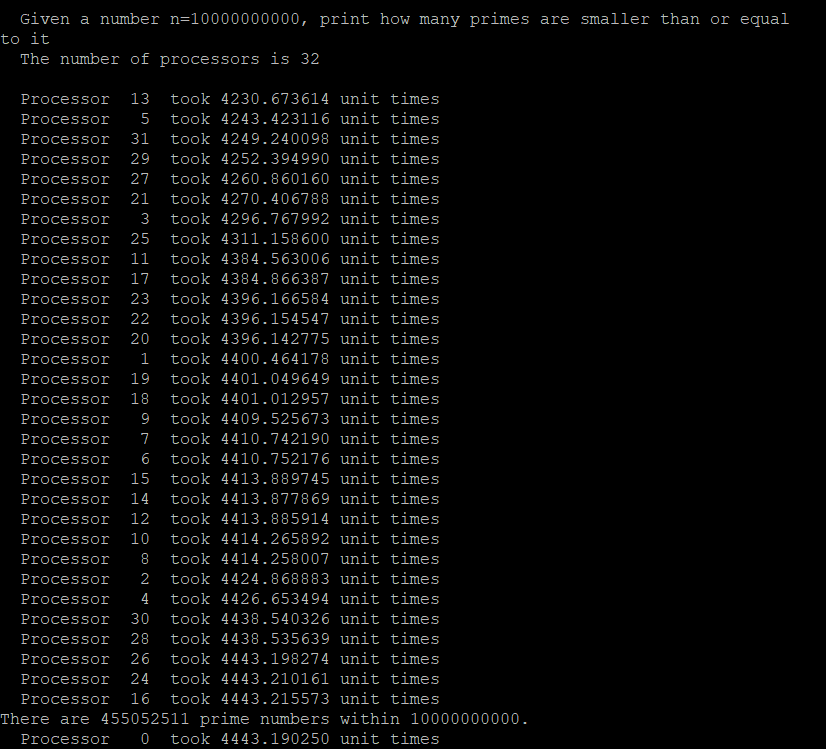 Given a number n=10000000000, print how many primes are smaller than or equal
to it
The number of processors is 32
Processor  13  took 4230.673614 unit times
Processor   5  took 4243.423116 unit times
Processor  31  took 4249.240098 unit times
Processor  29  took 4252.394990 unit times
Processor  27  took 4260.860160 unit times
Processor  21  took 4270.406788 unit times
Processor   3  took 4296.767992 unit times
Processor  25  took 4311.158600 unit times
Processor  11  took 4384.563006 unit times
Processor  17  took 4384.866387 unit times
Processor  23  took 4396.166584 unit times
Processor  22  took 4396.154547 unit times
Processor  20  took 4396.142775 unit times
Processor   1  took 4400.464178 unit times
Processor  19  took 4401.049649 unit times
Processor  18  took 4401.012957 unit times
Processor   9  took 4409.525673 unit times
Processor   7  took 4410.742190 unit times
Processor   6  took 4410.752176 unit times
Processor  15  took 4413.889745 unit times
Processor  14  took 4413.877869 unit times
Processor  12  took 4413.885914 unit times
Processor  10  took 4414.265892 unit times
Processor   8  took 4414.258007 unit times
Processor   2  took 4424.868883 unit times
Processor   4  took 4426.653494 unit times
Processor  30  took 4438.540326 unit times
Processor  28  took 4438.535639 unit times
Processor  26  took 4443.198274 unit times
Processor  24  took 4443.210161 unit times
Processor  16  took 4443.215573 unit times
There are 455052511 prime numbers within 10000000000.
Processor   0  took 4443.190250 unit times